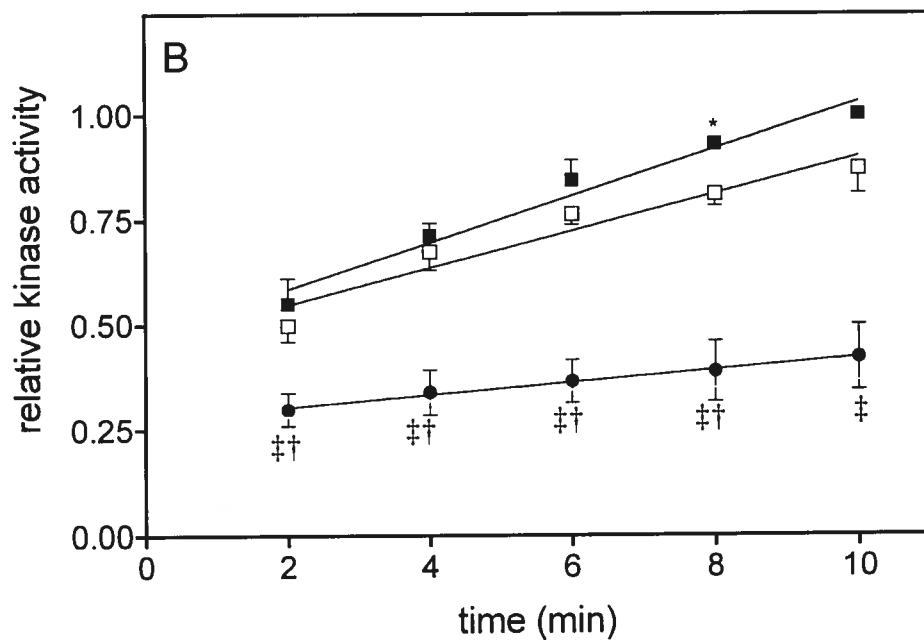 B
relative kinase activity
1.00
0.75
0.50
0.25
0.00
*
‡† ‡† ‡† ‡† ‡
0 2 4 6 8 10
time (min)